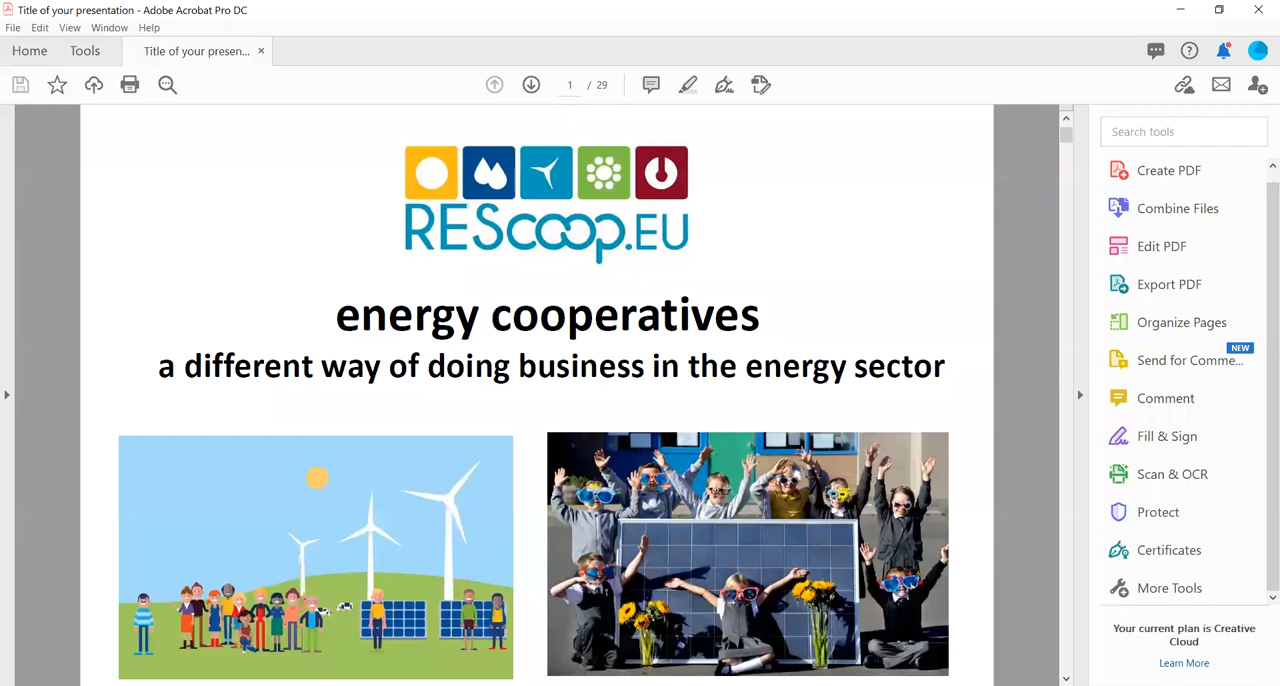 Title of your presentation - Adobe Acrobat Pro DC
File Edit View Window Help
Home Tools Title of your presen... ×
1 / 29
Search tools
Create PDF
Combine Files
Edit PDF
Export PDF
Organize Pages
NEW
Send for Comme...
Comment
Fill & Sign
Scan & OCR
Protect
Certificates
More Tools
Your current plan is Creative
Cloud
Learn More
REScoop.EU
energy cooperatives
a different way of doing business in the energy sector